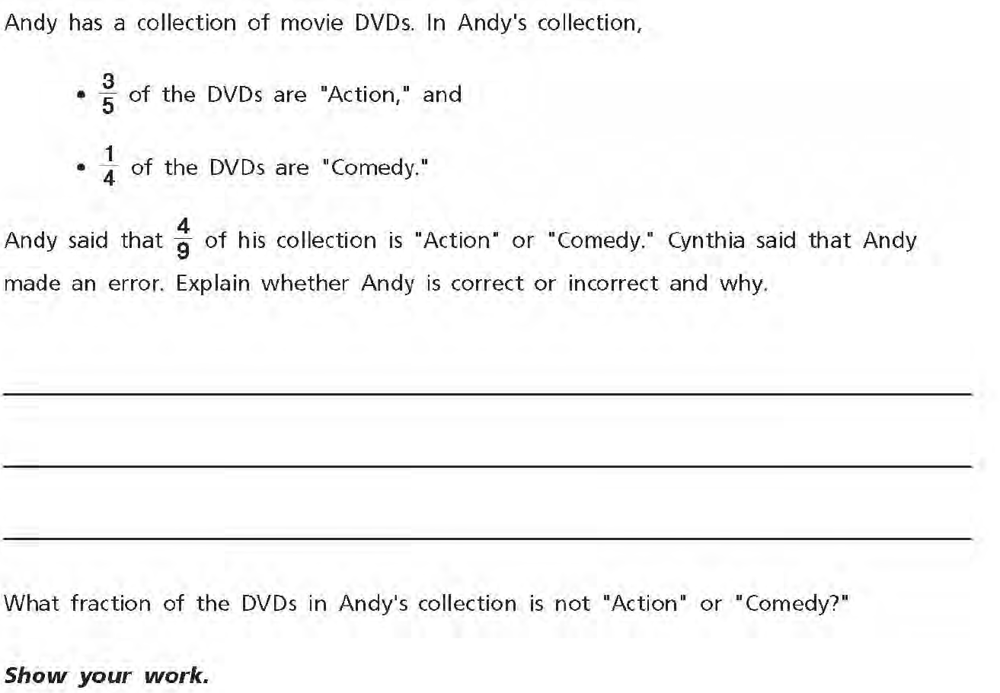 Andy has a collection of movie DVDs. In Andy's collection,
• 3/5 of the DVDs are "Action," and
• 1/4 of the DVDs are "Comedy."
Andy said that 4/9 of his collection is "Action" or "Comedy." Cynthia said that Andy
made an error. Explain whether Andy is correct or incorrect and why.
What fraction of the DVDs in Andy's collection is not "Action" or "Comedy?"
Show your work.